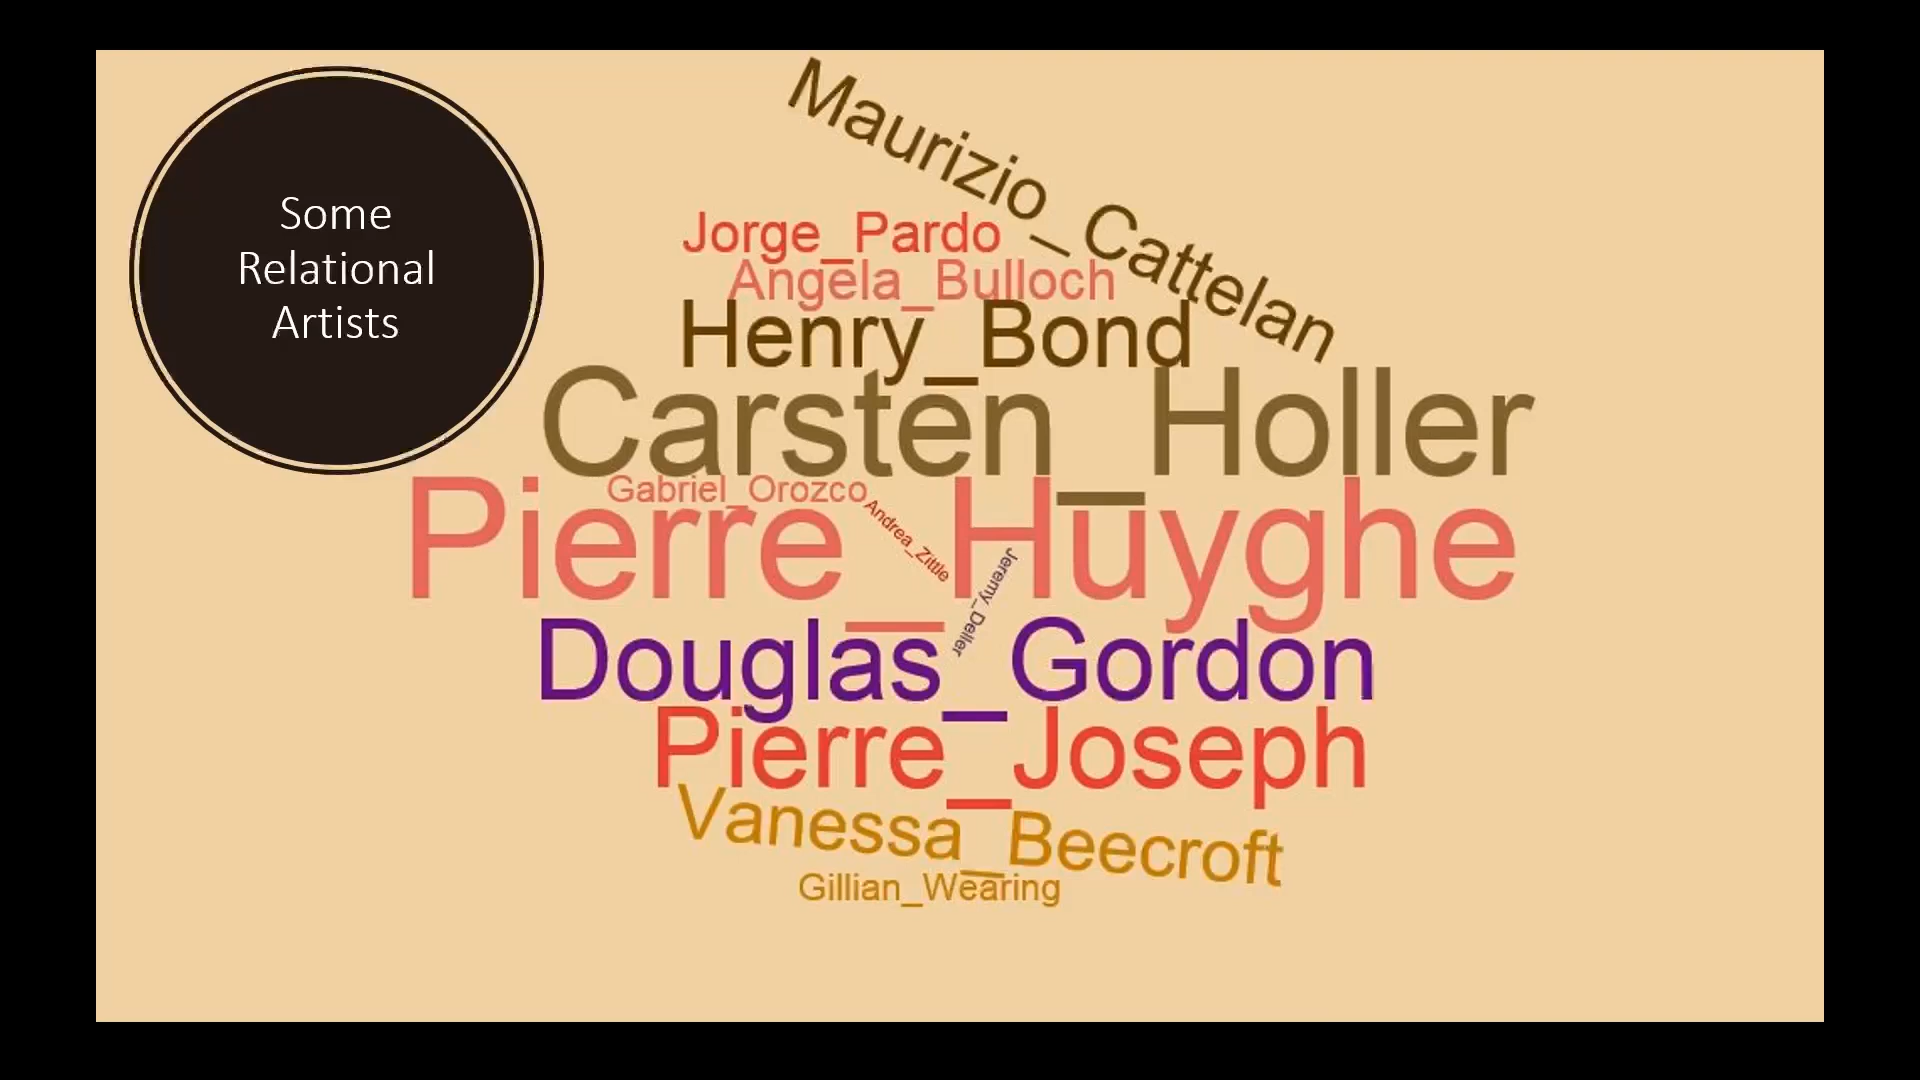 Some
Relational
Artists
Maurizio_Cattelan
Jorge_Pardo
Angela_Bulloch
Henry_Bond
Carsten_Holler
Gabriel_Orozco
Andrea_Zittle
Pierre_Huyghe
Jeremy_Deller
Douglas_Gordon
Pierre_Joseph
Vanessa_Beecroft
Gillian_Wearing